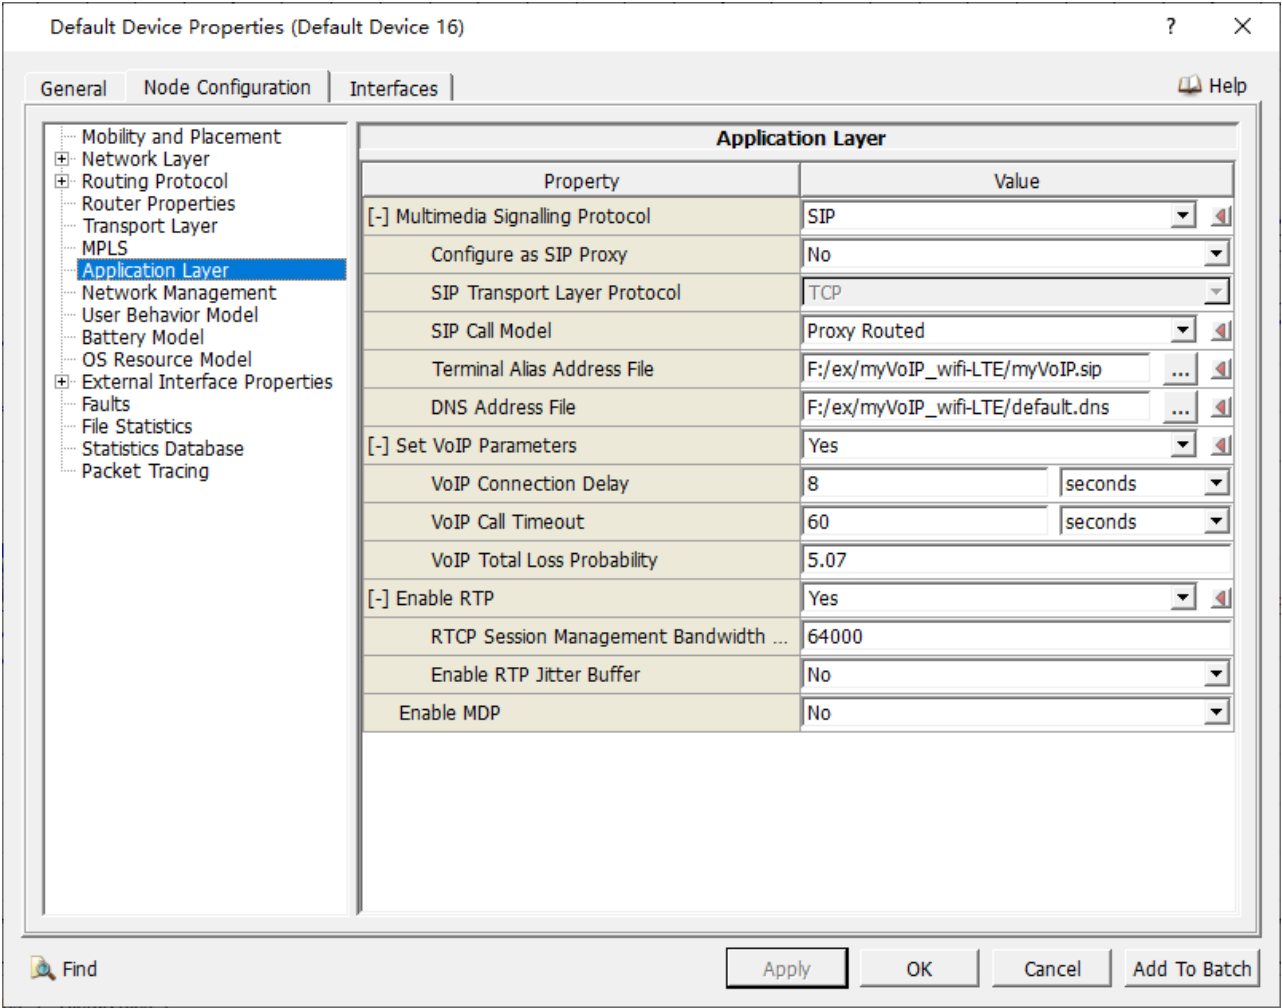 Default Device Properties (Default Device 16)
?
General
Node Configuration
Interfaces
Help
Mobility and Placement
Network Layer
Routing Protocol
Router Properties
Transport Layer
MPLS
Application Layer
Network Management
User Behavior Model
Battery Model
OS Resource Model
External Interface Properties
Faults
File Statistics
Statistics Database
Packet Tracing
Application Layer
Property Value
[-] Multimedia Signalling Protocol SIP
Configure as SIP Proxy No
SIP Transport Layer Protocol TCP
SIP Call Model Proxy Routed
Terminal Alias Address File F:/ex/myVoIP_wifi-LTE/myVoIP.sip ...
DNS Address File F:/ex/myVoIP_wifi-LTE/default.dns ...
[-] Set VoIP Parameters Yes
VoIP Connection Delay 8 seconds
VoIP Call Timeout 60 seconds
VoIP Total Loss Probability 5.07
[-] Enable RTP Yes
RTCP Session Management Bandwidth ... 64000
Enable RTP Jitter Buffer No
Enable MDP No
Find
Apply
OK
Cancel
Add To Batch